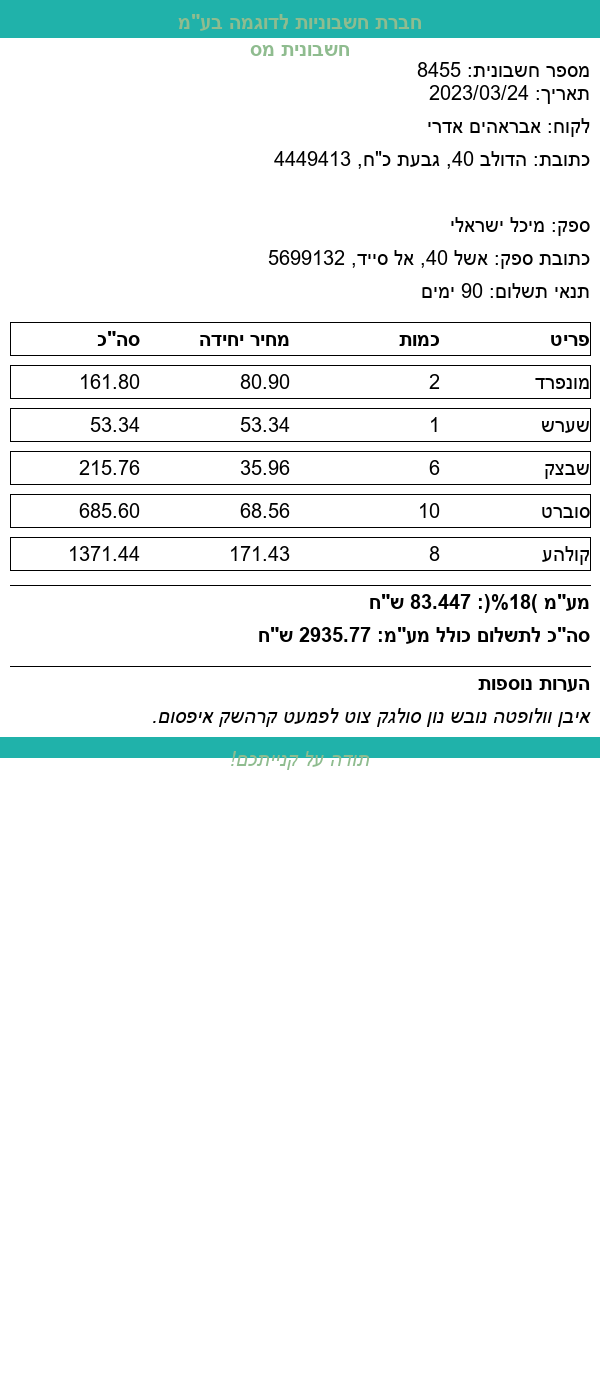 חברת חשבוניות לדוגמה בע"מ
חשבונית מס
מספר חשבונית: 8455
תאריך: 2023/03/24
לקוח: אבראהים אדרי
כתובת: הדולב 40, גבעת כ"ח, 4449413
ספק: מיכל ישראלי
כתובת ספק: אשל 40, אל סייד, 5699132
תנאי תשלום: 90 ימים
פריט כמות מחיר יחידה סה"כ
מונפרד 2 80.90 161.80
שערש 1 53.34 53.34
שבצק 6 35.96 215.76
סוברט 10 68.56 685.60
קולהע 8 171.43 1371.44
מע"מ )18%(: 83.447 ש"ח
סה"כ לתשלום כולל מע"מ: 2935.77 ש"ח
הערות נוספות
איבן וולופטה נובש נון סולגק צוט לפמעט קרהשק איפסום.
תודה על קנייתכם!